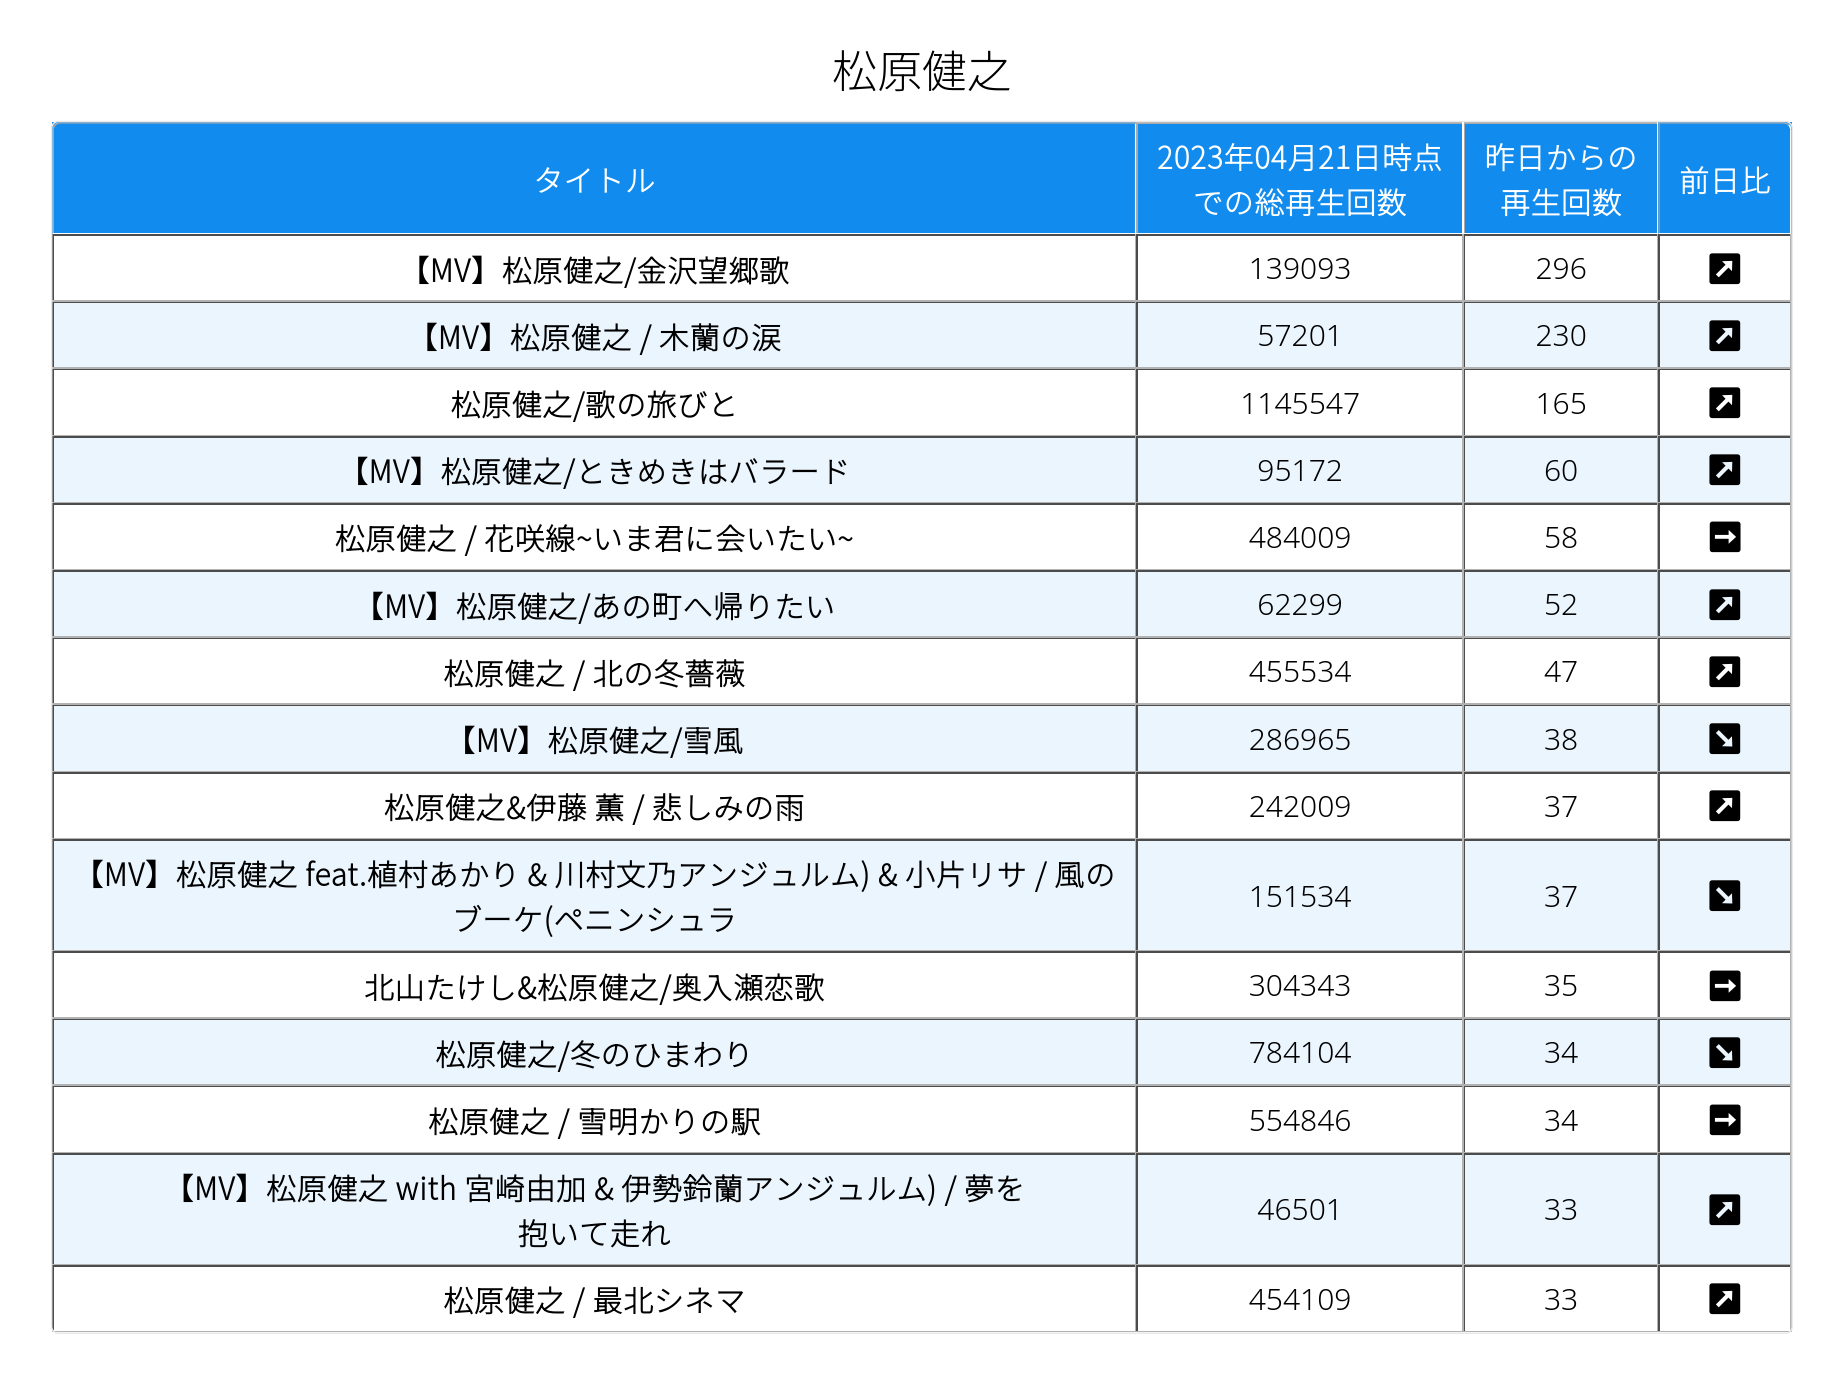 松原健之
タイトル
2023年04月21日時点
での総再生回数
昨日からの
再生回数
前日比
【MV】松原健之/金沢望郷歌 139093 296
【MV】松原健之 / 木蘭の涙 57201 230
松原健之/歌の旅びと 1145547 165
【MV】松原健之/ときめきはバラード 95172 60
松原健之 / 花咲線~いま君に会いたい~ 484009 58
【MV】松原健之/あの町へ帰りたい 62299 52
松原健之 / 北の冬薔薇 455534 47
【MV】松原健之/雪風 286965 38
松原健之&伊藤 薫 / 悲しみの雨 242009 37
【MV】松原健之 feat.植村あかり & 川村文乃アンジュルム) & 小片リサ / 風の
ブーケ(ペニンシュラ 151534 37
北山たけし&松原健之/奥入瀬恋歌 304343 35
松原健之/冬のひまわり 784104 34
松原健之 / 雪明かりの駅 554846 34
【MV】松原健之 with 宮崎由加 & 伊勢鈴蘭アンジュルム) / 夢を
抱いて走れ 46501 33
松原健之 / 最北シネマ 454109 33